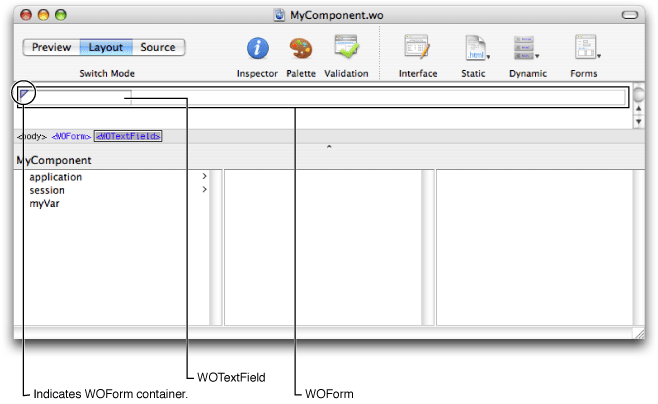 MyComponent.wo
Preview Layout Source
Switch Mode Inspector Palette Validation Interface Static Dynamic Forms
<body> <WOForm> <WOTextField>
MyComponent
application >
session >
myVar
WOTextField
Indicates WOForm container. WOForm